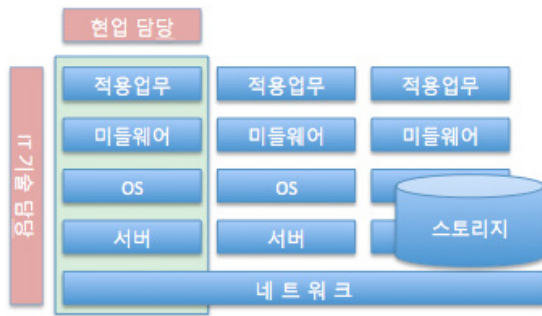 현업 담당
IT 기술 담당
적용업무 적용업무 적용업무
미들웨어 미들웨어 미들웨어
OS OS
서버 서버 스토리지
네트워크